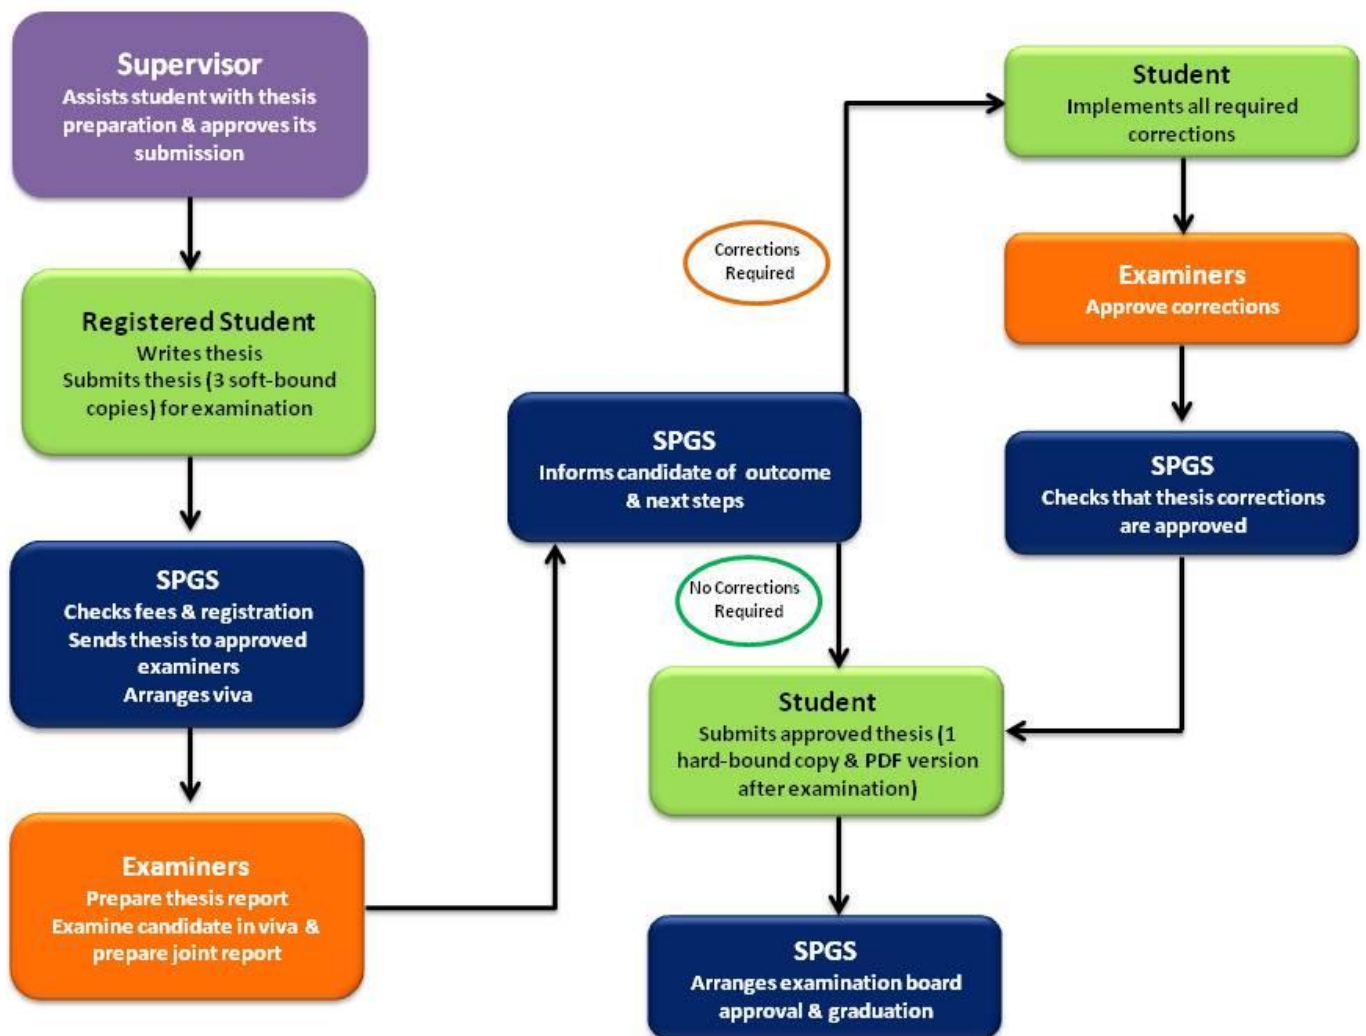 Supervisor
Assists student with thesis
preparation & approves its
submission
Registered Student
Writes thesis
Submits thesis (3 soft-bound
copies) for examination
SPGS
Checks fees & registration
Sends thesis to approved
examiners
Arranges viva
Examiners
Prepare thesis report
Examine candidate in viva &
prepare joint report
SPGS
Informs candidate of outcome
& next steps
Corrections
Required
Student
Implements all required
corrections
Examiners
Approve corrections
SPGS
Checks that thesis corrections
are approved
No Corrections
Required
Student
Submits approved thesis (1
hard-bound copy & PDF version
after examination)
SPGS
Arranges examination board
approval & graduation